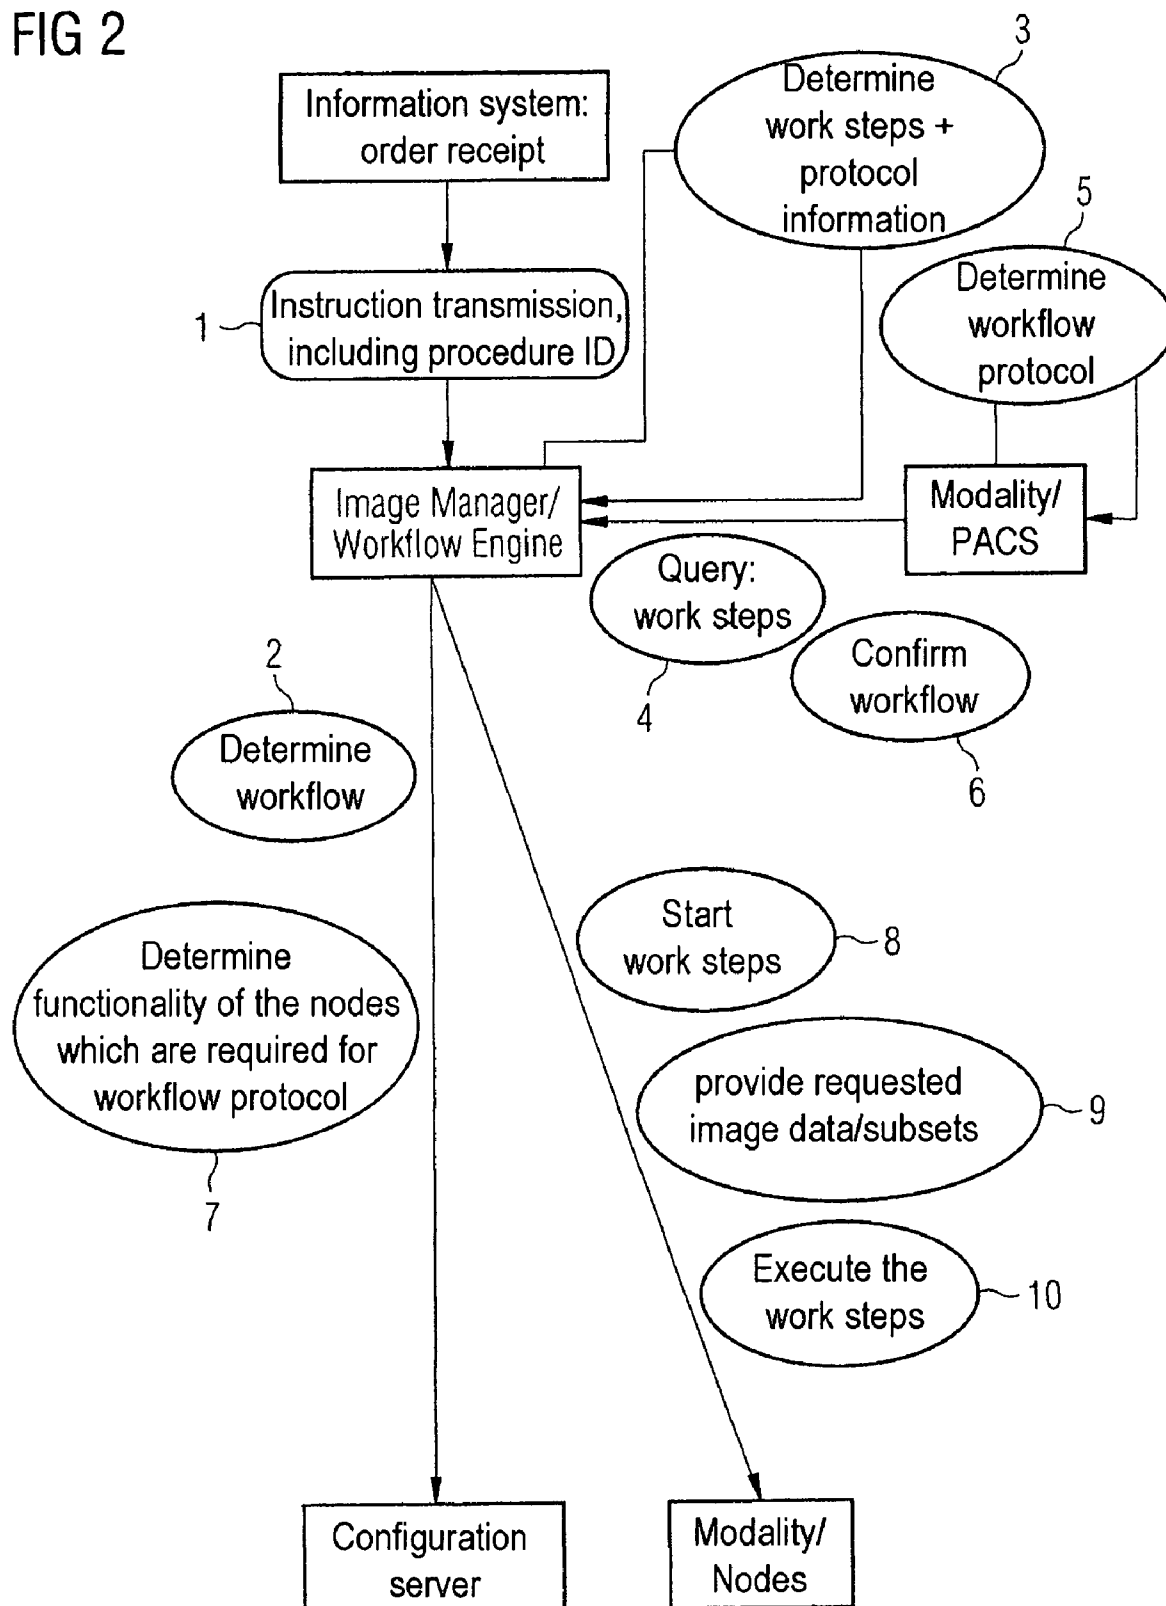 FIG 2
3
Information system:
order receipt
Determine
work steps +
protocol
information
5
Determine
workflow
protocol
1
Instruction transmission,
including procedure ID
Image Manager/
Workflow Engine
Modality/
PACS
Query:
work steps
4
Confirm
workflow
6
2
Determine
workflow
Start
work steps
8
Determine
functionality of the nodes
which are required for
workflow protocol
7
provide requested
image data/subsets
9
Execute the
work steps
10
Configuration
server
Modality/
Nodes